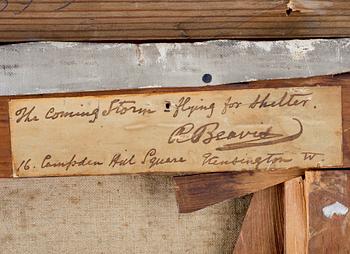 The Coming Storm - flying for Shelter.
R. Beavis
16. Campden Hill Square Kensington W.